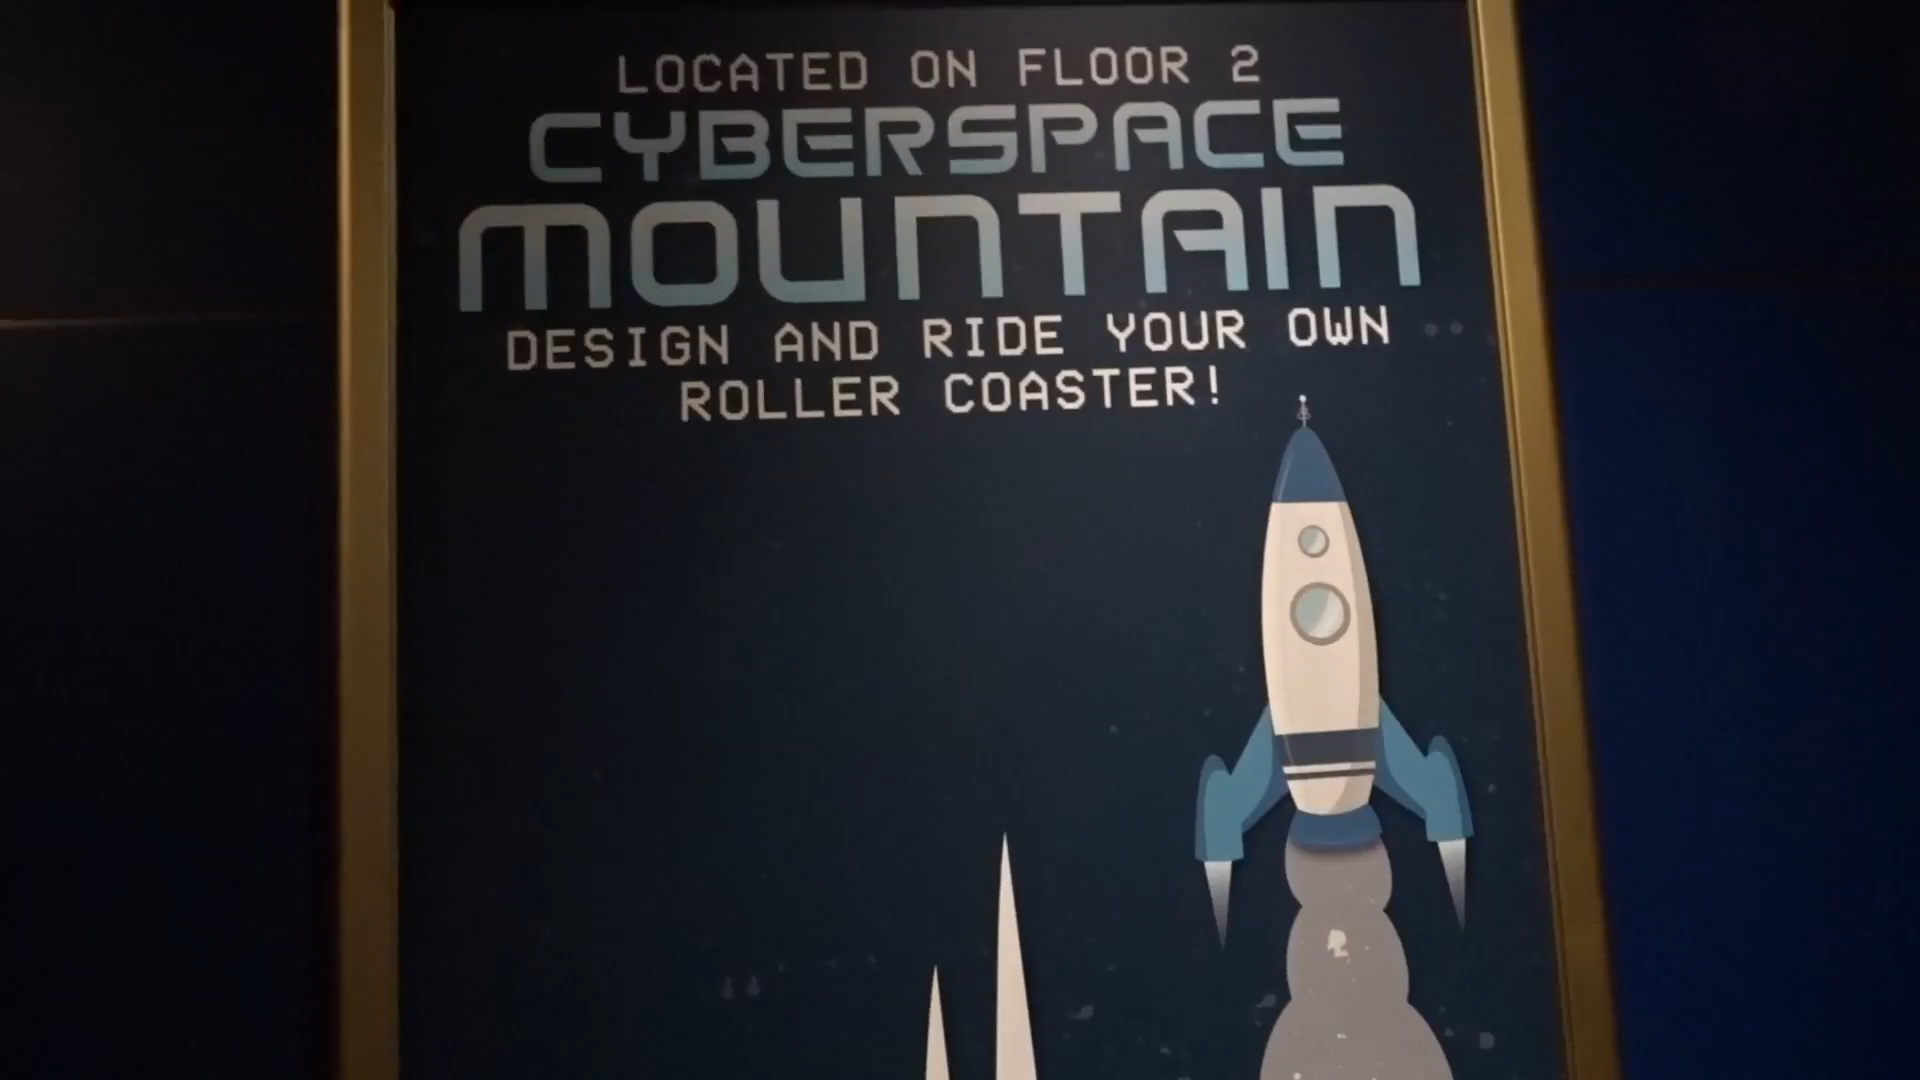 LOCATED ON FLOOR 2
CYBERSPACE
MOUNTAIN
DESIGN AND RIDE YOUR OWN
ROLLER COASTER!